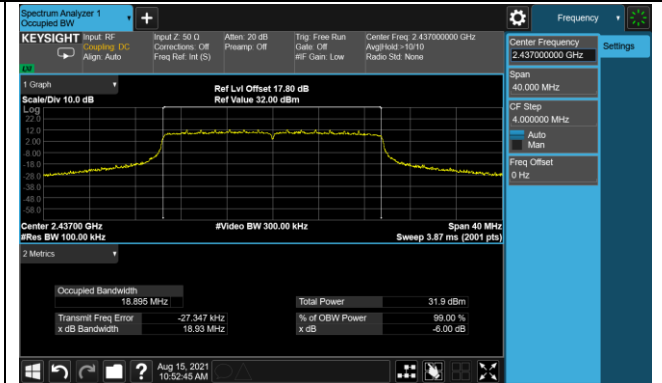 Spectrum Analyzer 1
Occupied BW
Frequency
KEYSIGHT
Input: RF
Coupling: DC
Align: Auto
Input Z: 50 Ω
Corrections: Off
Freq Ref: Int (S)
Atten: 20 dB
Preamp: Off
Trig: Free Run
Gate: Off
#IF Gain: Low
Center Freq: 2.437000000 GHz
Avg|Hold:>10/10
Radio Std: None
Center Frequency
2.437000000 GHz
Settings
Span
40.000 MHz
CF Step
4.000000 MHz
Auto
Man
Freq Offset
0 Hz
1 Graph
Scale/Div 10.0 dB
Ref Lvl Offset 17.80 dB
Ref Value 32.00 dBm
Log
22.0
12.0
2.00
-8.00
-18.0
-28.0
-38.0
-48.0
-58.0
Center 2.43700 GHz
#Video BW 300.00 kHz
Span 40 MHz
#Res BW 100.00 kHz
Sweep 3.87 ms (2001 pts)
2 Metrics
Occupied Bandwidth
18.895 MHz
Total Power 31.9 dBm
Transmit Freq Error -27.347 kHz
% of OBW Power 99.00 %
x dB Bandwidth 18.93 MHz
x dB -6.00 dB
Aug 15, 2021
10:52:45 AM